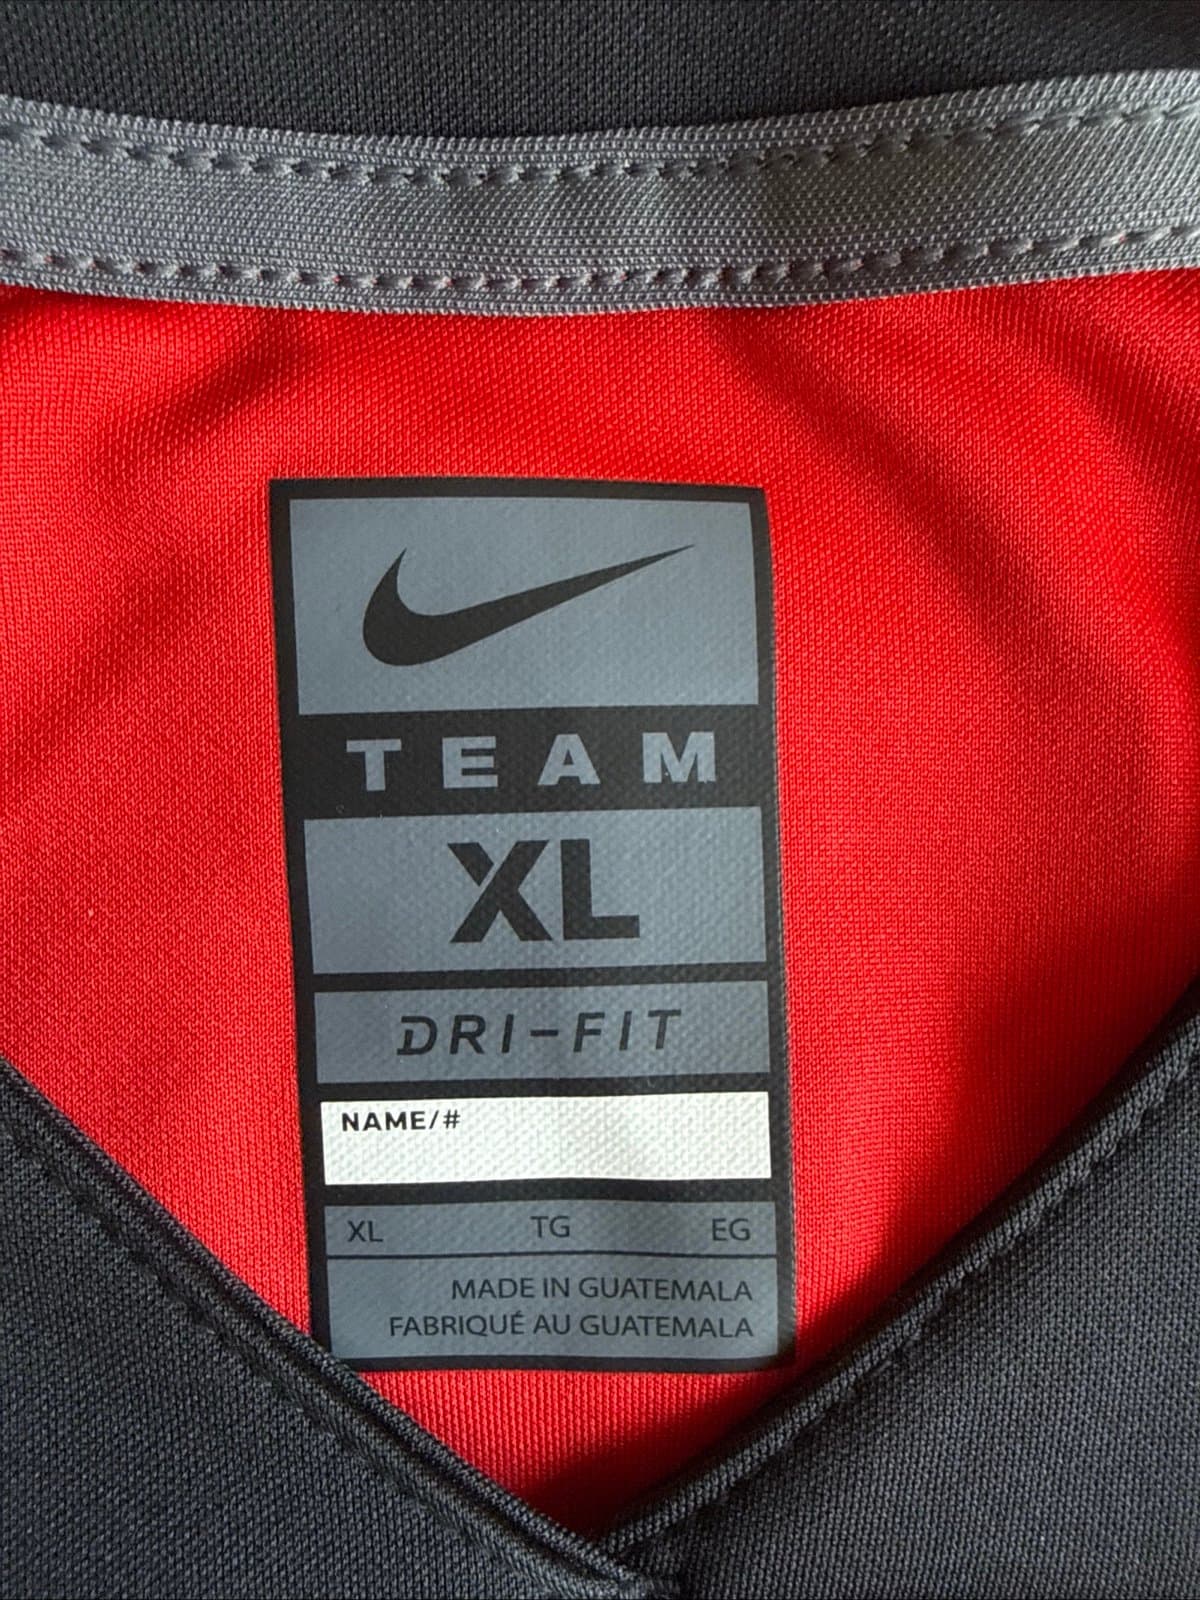 TEAM
XL
DRI-FIT
NAME/#
XL TG EG
MADE IN GUATEMALA
FABRIQUÉ AU GUATEMALA